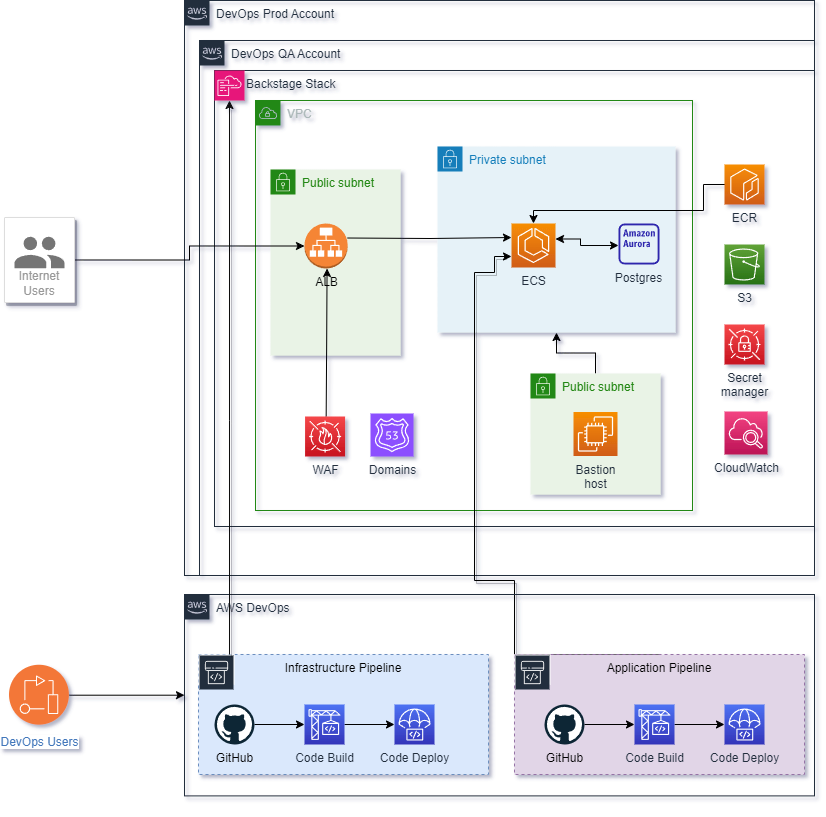 aws
DevOps Prod Account
aws
DevOps QA Account
Backstage Stack
VPC
Public subnet
Private subnet
ALB
ECS
Amazon
Aurora
Postgres
ECR
S3
Secret
manager
CloudWatch
Internet
Users
WAF
53
Domains
Public subnet
Bastion
host
aws
AWS DevOps
Infrastructure Pipeline
GitHub
Code Build
Code Deploy
Application Pipeline
GitHub
Code Build
Code Deploy
DevOps Users